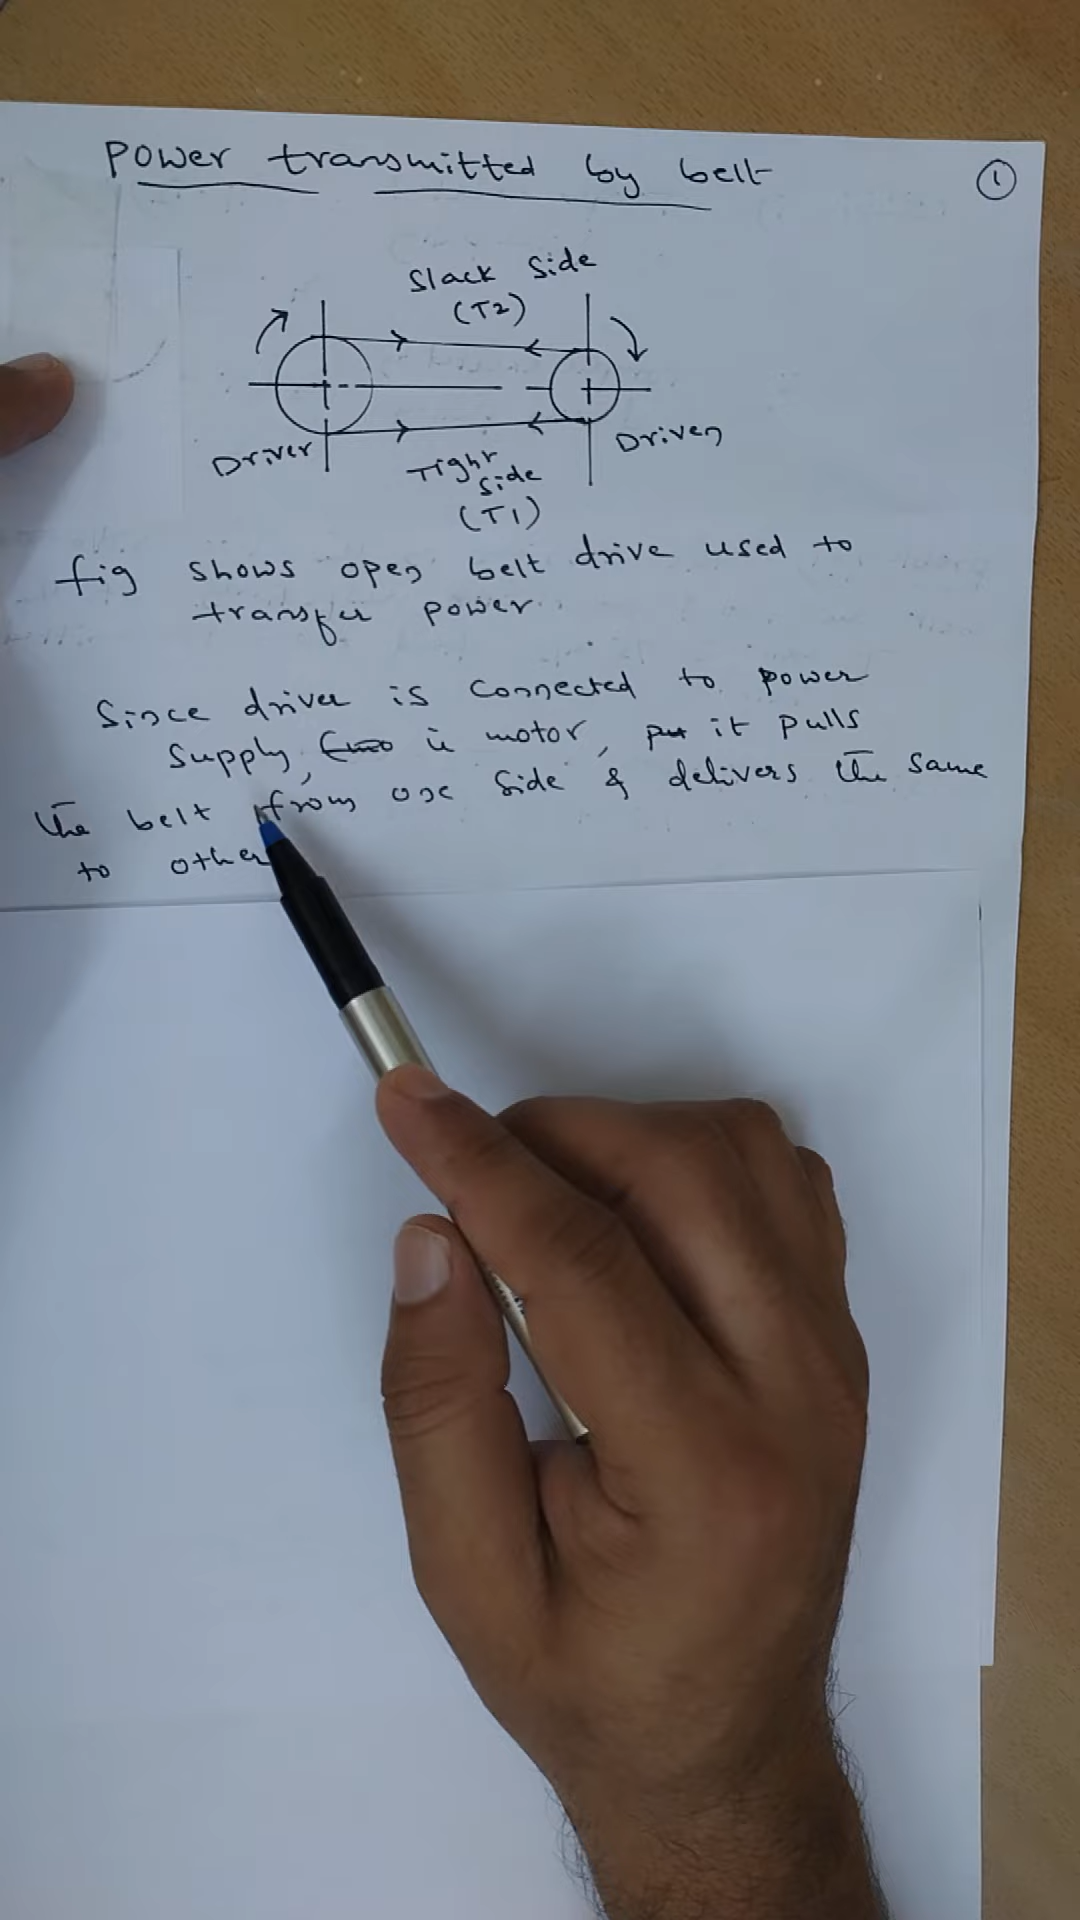 Power transmitted by belt
1
Slack Side
(T2)
Driver
Driven
Tight
Side
(T1)
fig shows open belt drive used to
transfer power.
Since driver is connected to power
supply, ie motor, it pulls
the belt from one side & delivers the same
to other